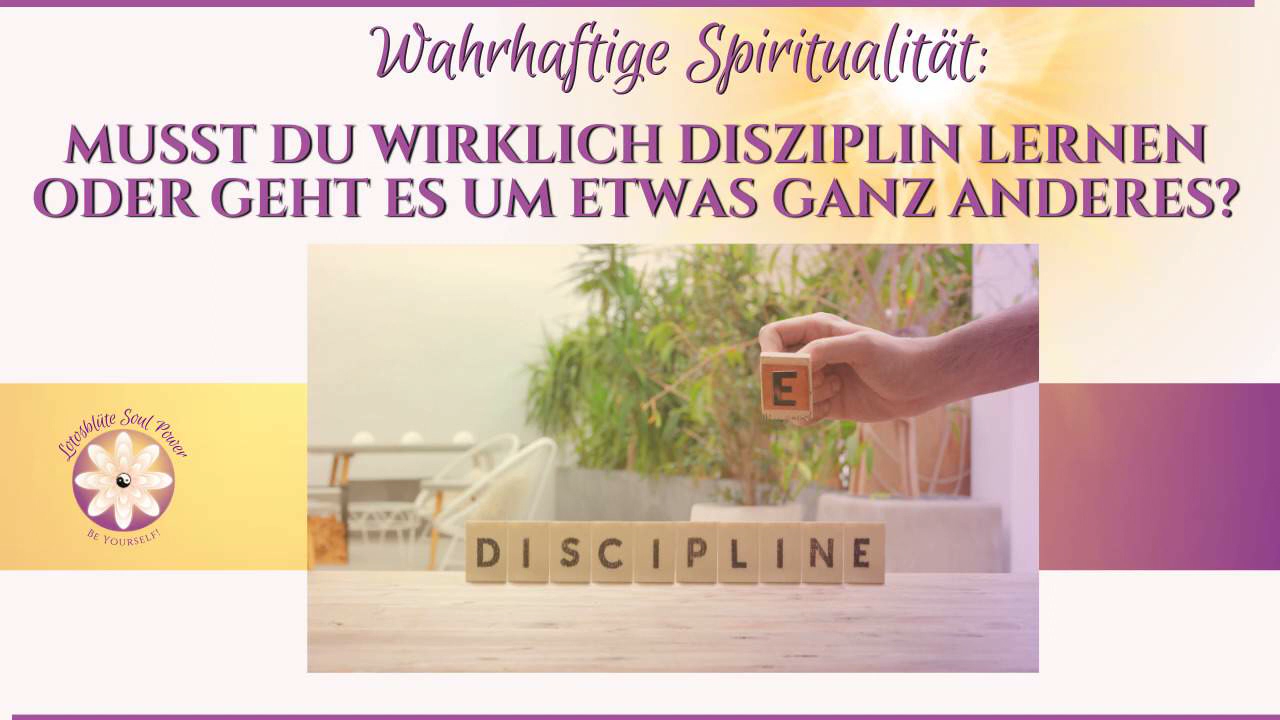 Wahrhaftige Spiritualität:
MUSST DU WIRKLICH DISZIPLIN LERNEN
ODER GEHT ES UM ETWAS GANZ ANDERES?
E
Lotosblüte Soul Power
BE YOURSELF!
DISCIPLINE